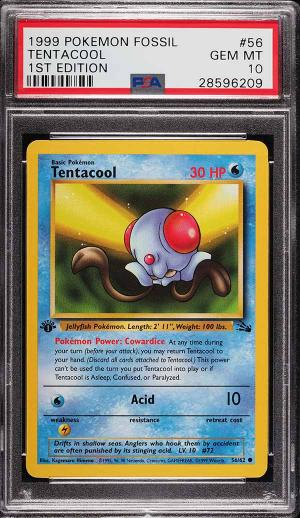 1999 POKEMON FOSSIL #56
TENTACOOL GEM MT
1ST EDITION 10
PSA 28596209
Basic Pokémon
Tentacool 30 HP
Jellyfish Pokémon. Length: 2' 11", Weight: 100 lbs.
Pokémon Power: Cowardice At any time during
your turn (before your attack), you may return Tentacool to
your hand. (Discard all cards attached to Tentacool.) This power
can't be used the turn you put Tentacool into play or if
Tentacool is Asleep, Confused, or Paralyzed.
Acid 10
weakness resistance retreat cost
Drifts in shallow seas. Anglers who hook them by accident
are often punished by its stinging acid. LV. 10 #72
Illus. Kagemaru Himeno
56/62